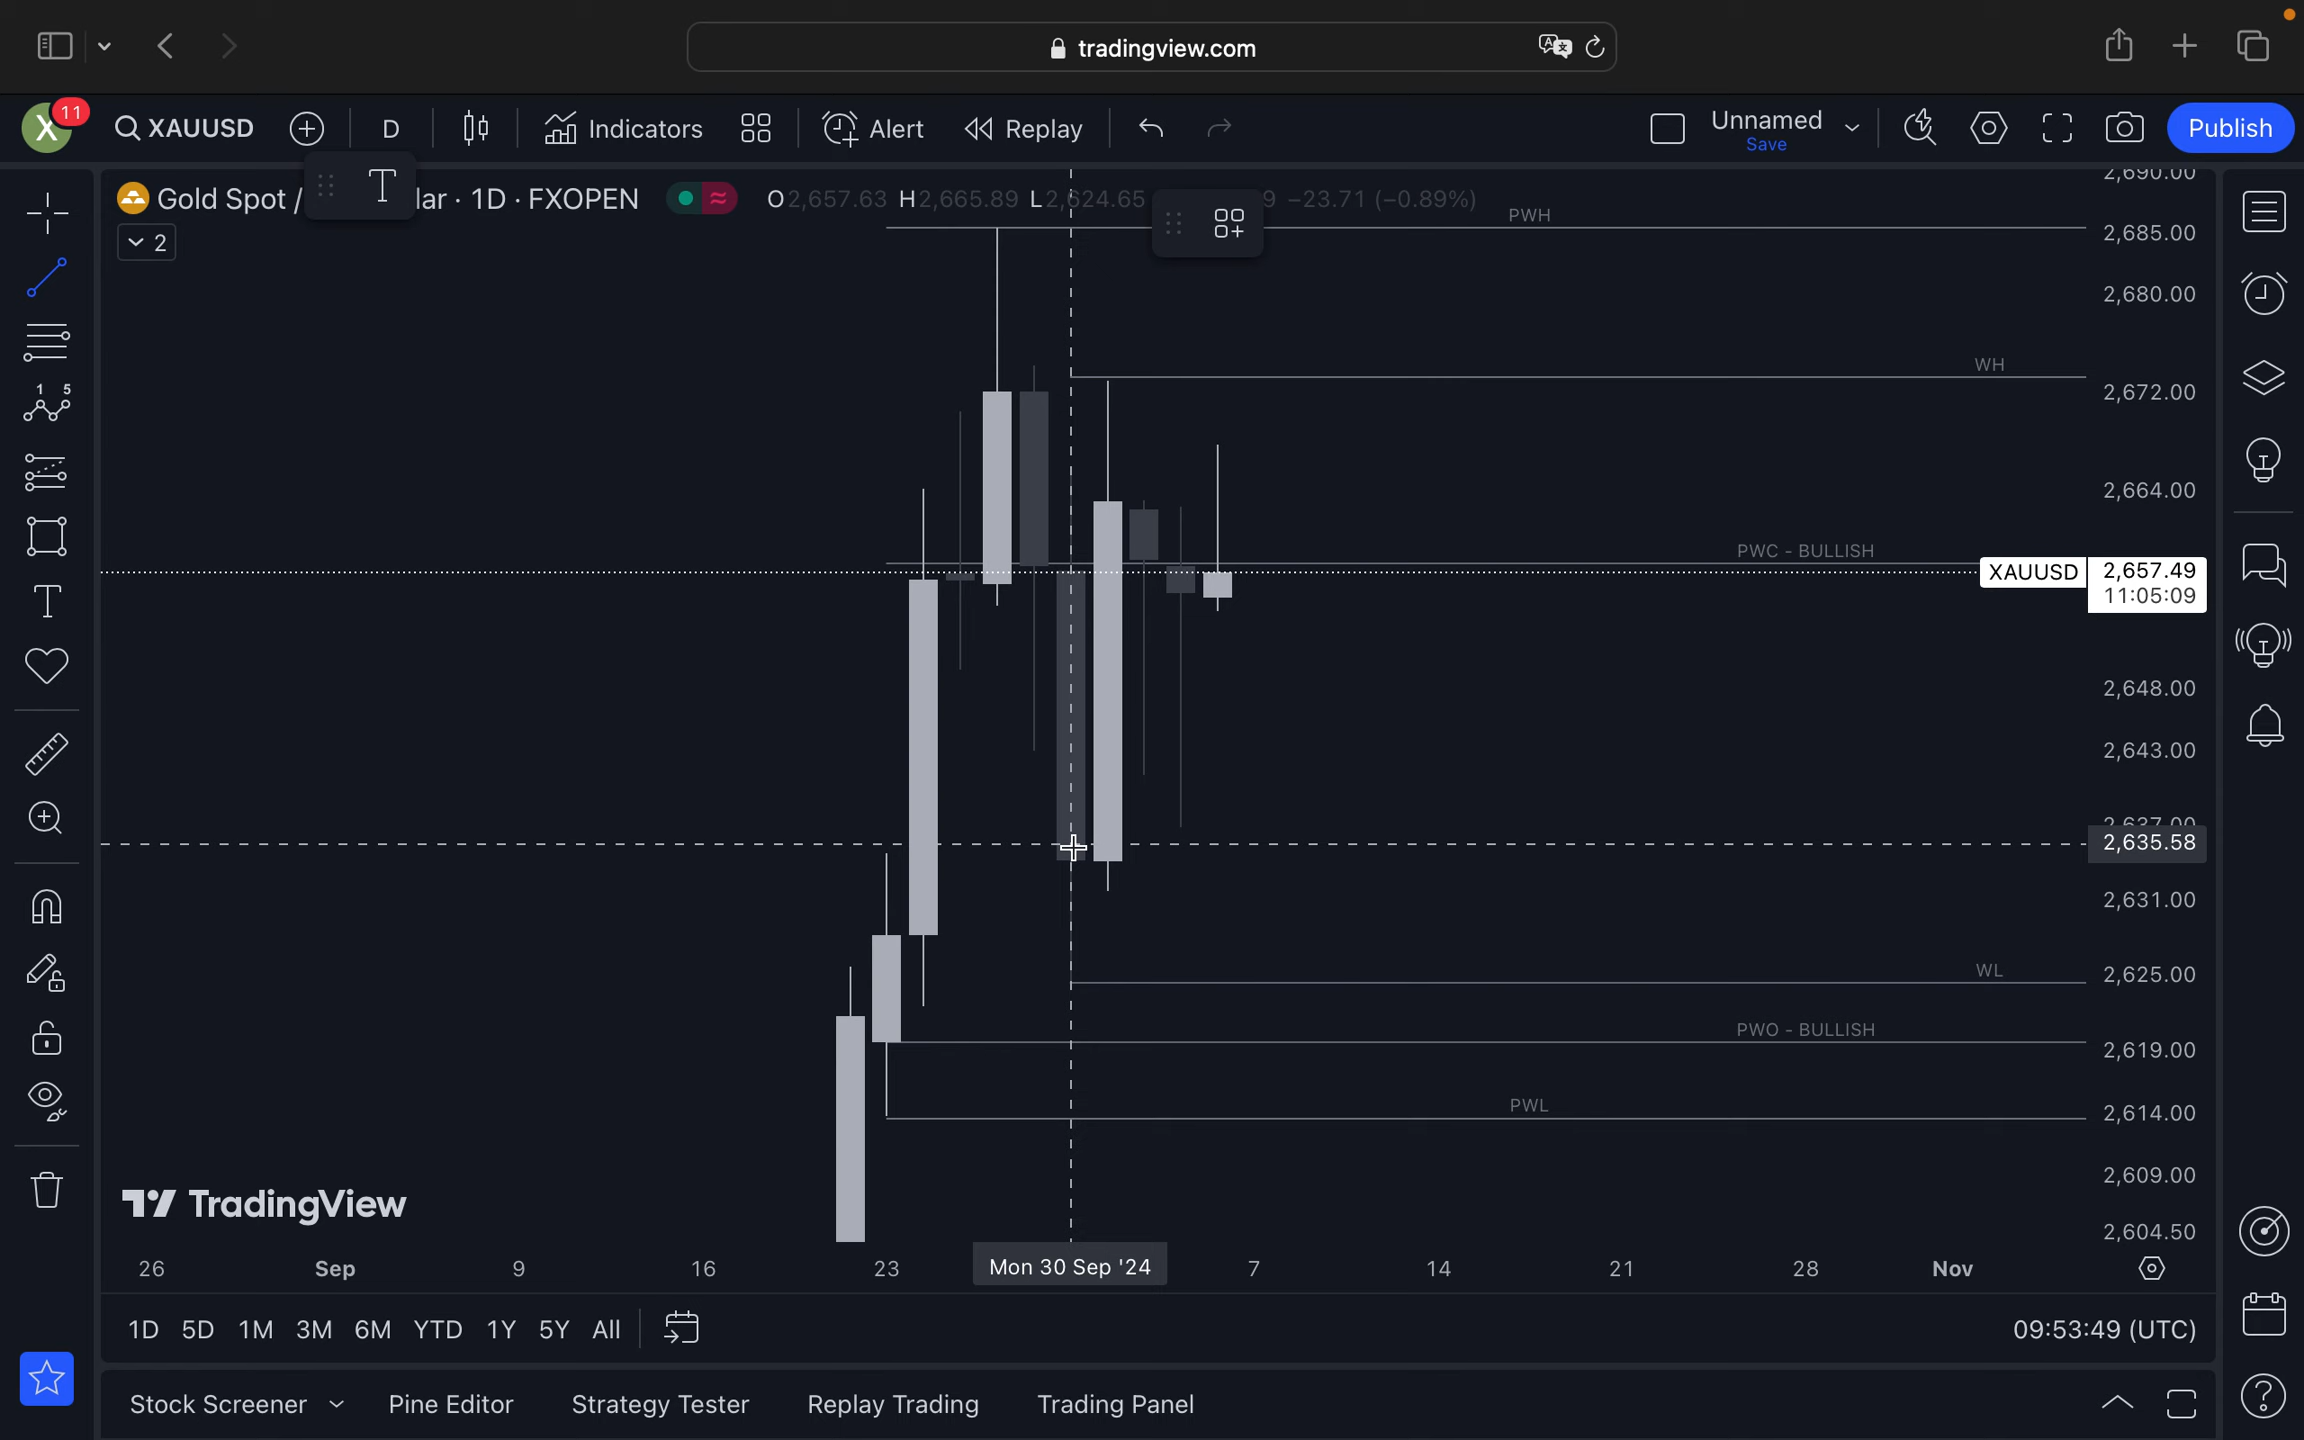 tradingview.com
X 11 XAUUSD D Indicators Alert Replay Unnamed Save Publish
Gold Spot / lar · 1D · FXOPEN O2,657.63 H2,665.89 L2,624.65 9 −23.71 (−0.89%)
T
2
2,690.00
PWH
2,685.00
2,680.00
WH
2,672.00
2,664.00
PWC - BULLISH
XAUUSD 2,657.49
11:05:09
2,648.00
2,643.00
2,637.00
2,635.58
2,631.00
WL
2,625.00
PWO - BULLISH
2,619.00
PWL
2,614.00
2,609.00
TradingView
2,604.50
26 Sep 9 16 23 Mon 30 Sep '24 7 14 21 28 Nov
1D 5D 1M 3M 6M YTD 1Y 5Y All 09:53:49 (UTC)
Stock Screener Pine Editor Strategy Tester Replay Trading Trading Panel